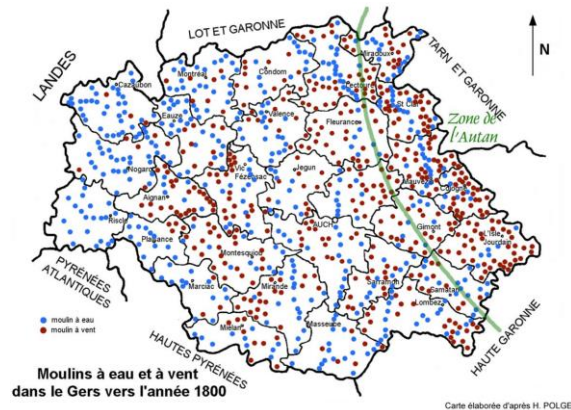 LOT ET GARONNE
LANDES
TARN ET GARONNE
N
Miradoux
Condom
Montréal
Cazaubon
Lectoure
St Clar
Eauze
Valence
Fleurance
Zone de
l'Autan
Nogaro
Vic
Fézensac
Jegun
Mauvezin
Cologne
Aignan
Riscle
AUCH
Gimont
L'Isle
Jourdain
Plaisance
Montesquiou
PYRÉNÉES
ATLANTIQUES
Marciac
Mirande
Saramon
Samatan
Lombez
Masseube
Miélan
HAUTES PYRÉNÉES
HAUTE GARONNE
moulin à eau
moulin à vent
Moulins à eau et à vent
dans le Gers vers l'année 1800
Carte élaborée d'après H. POLGE